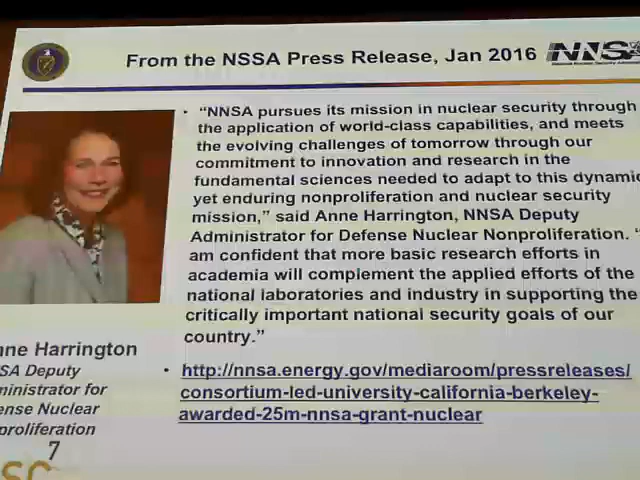 From the NSSA Press Release, Jan 2016
NNSA
• “NNSA pursues its mission in nuclear security through
the application of world-class capabilities, and meets
the evolving challenges of tomorrow through our
commitment to innovation and research in the
fundamental sciences needed to adapt to this dynamic
yet enduring nonproliferation and nuclear security
mission,” said Anne Harrington, NNSA Deputy
Administrator for Defense Nuclear Nonproliferation. “
am confident that more basic research efforts in
academia will complement the applied efforts of the
national laboratories and industry in supporting the
critically important national security goals of our
country.”
• http://nnsa.energy.gov/mediaroom/pressreleases/
consortium-led-university-california-berkeley-
awarded-25m-nnsa-grant-nuclear
nne Harrington
SA Deputy
ministrator for
ense Nuclear
proliferation
7
SC